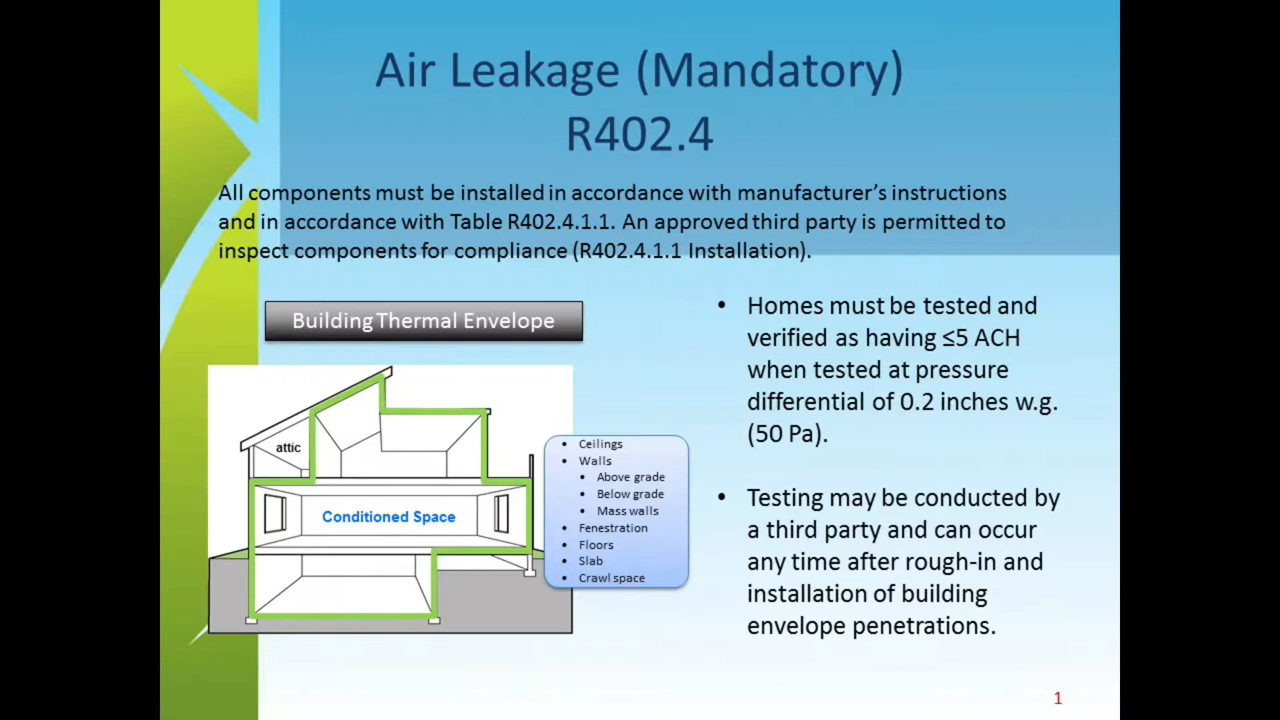 Air Leakage (Mandatory)
R402.4
All components must be installed in accordance with manufacturer’s instructions
and in accordance with Table R402.4.1.1. An approved third party is permitted to
inspect components for compliance (R402.4.1.1 Installation).
Building Thermal Envelope
attic
Conditioned Space
• Ceilings
• Walls
• Above grade
• Below grade
• Mass walls
• Fenestration
• Floors
• Slab
• Crawl space
• Homes must be tested and
verified as having ≤5 ACH
when tested at pressure
differential of 0.2 inches w.g.
(50 Pa).
• Testing may be conducted by
a third party and can occur
any time after rough-in and
installation of building
envelope penetrations.
1